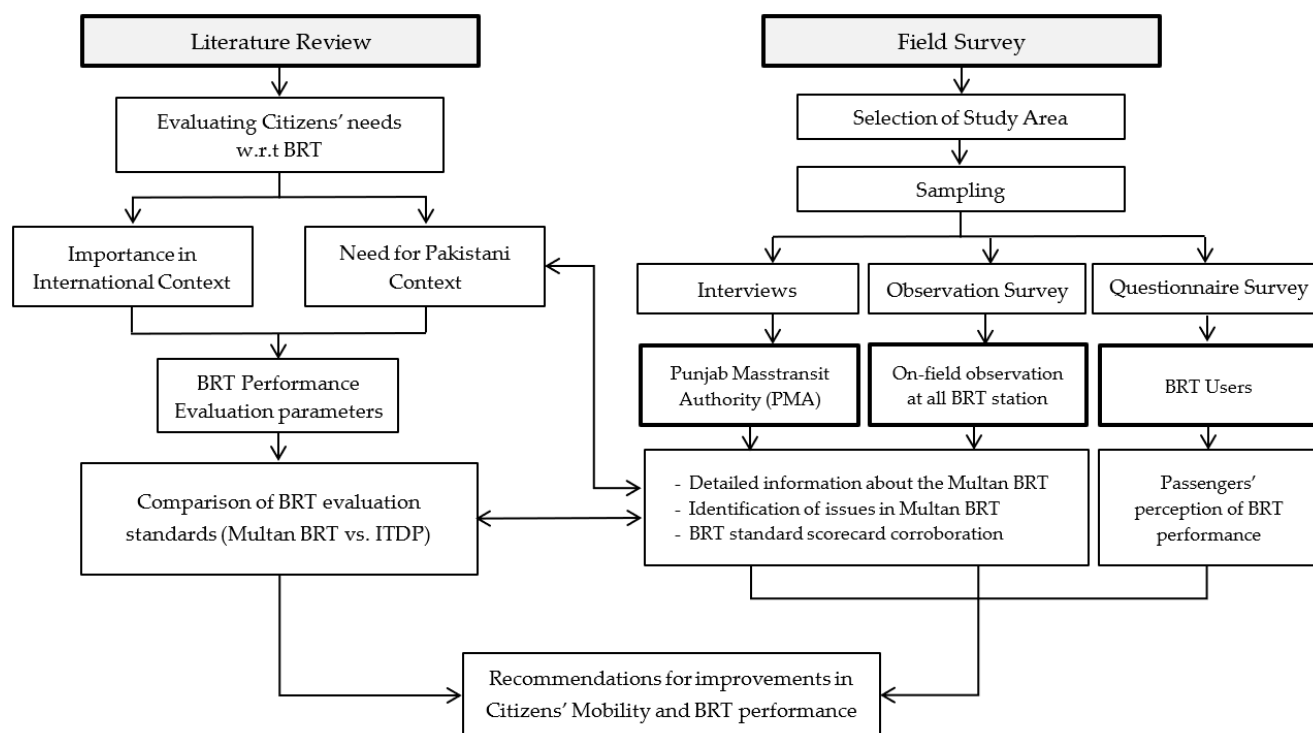 Literature Review
Evaluating Citizens' needs
w.r.t BRT
Importance in
International Context
Need for Pakistani
Context
BRT Performance
Evaluation parameters
Comparison of BRT evaluation
standards (Multan BRT vs. ITDP)
Field Survey
Selection of Study Area
Sampling
Interviews
Observation Survey
Questionnaire Survey
Punjab Masstransit
Authority (PMA)
On-field observation
at all BRT station
BRT Users
- Detailed information about the Multan BRT
- Identification of issues in Multan BRT
- BRT standard scorecard corroboration
Passengers'
perception of BRT
performance
Recommendations for improvements in
Citizens' Mobility and BRT performance